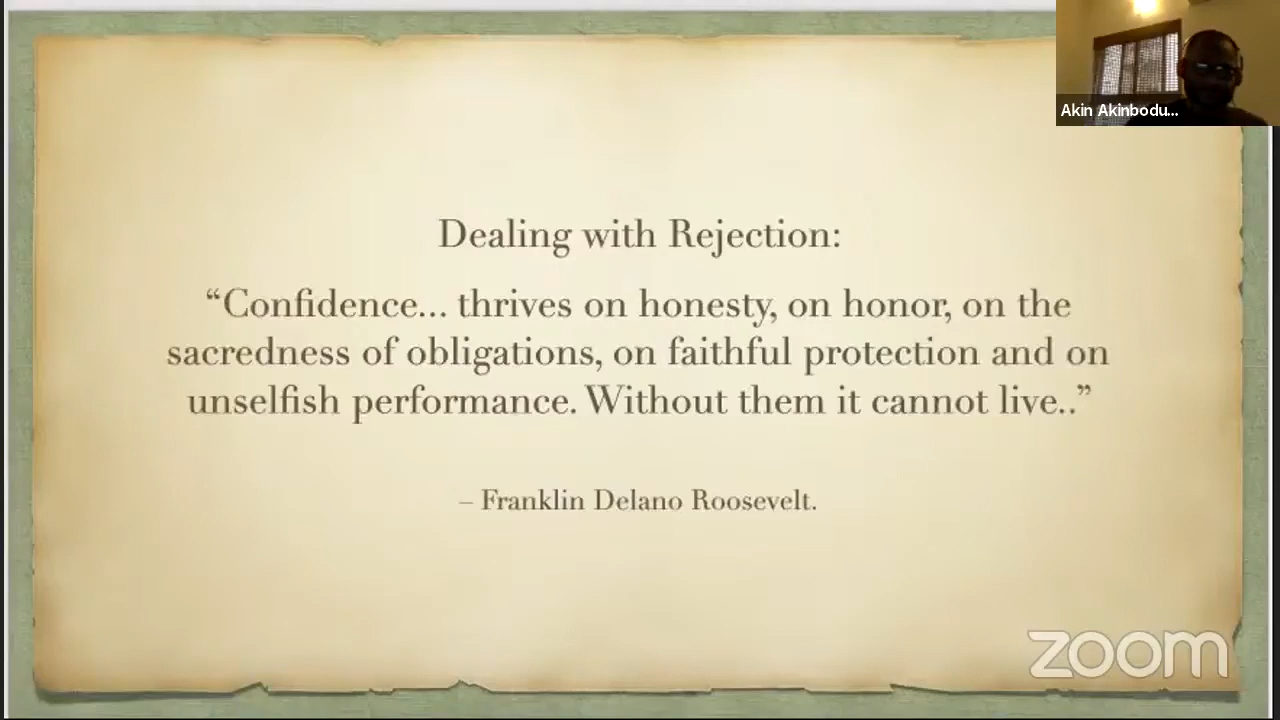 Akin Akinbodu...
Dealing with Rejection:
“Confidence... thrives on honesty, on honor, on the
sacredness of obligations, on faithful protection and on
unselfish performance. Without them it cannot live..”
– Franklin Delano Roosevelt.
zoom